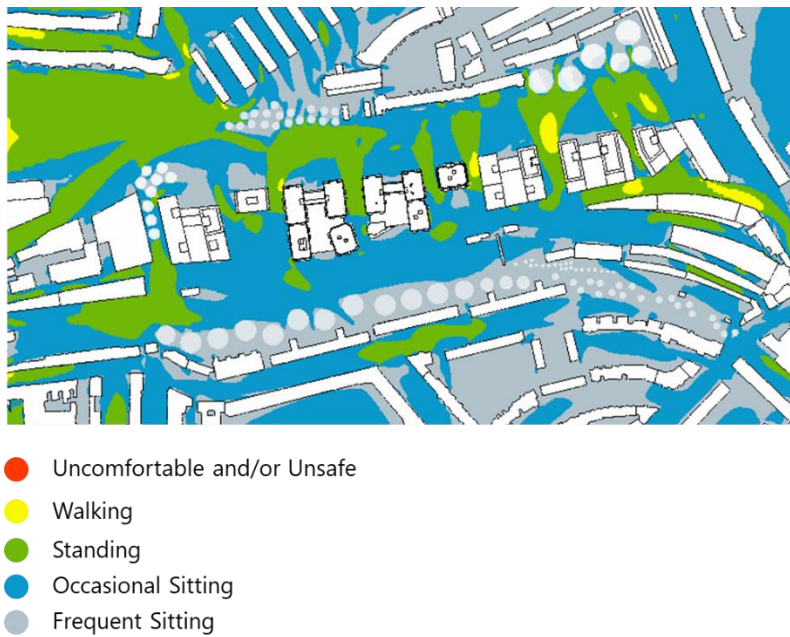 Uncomfortable and/or Unsafe
Walking
Standing
Occasional Sitting
Frequent Sitting